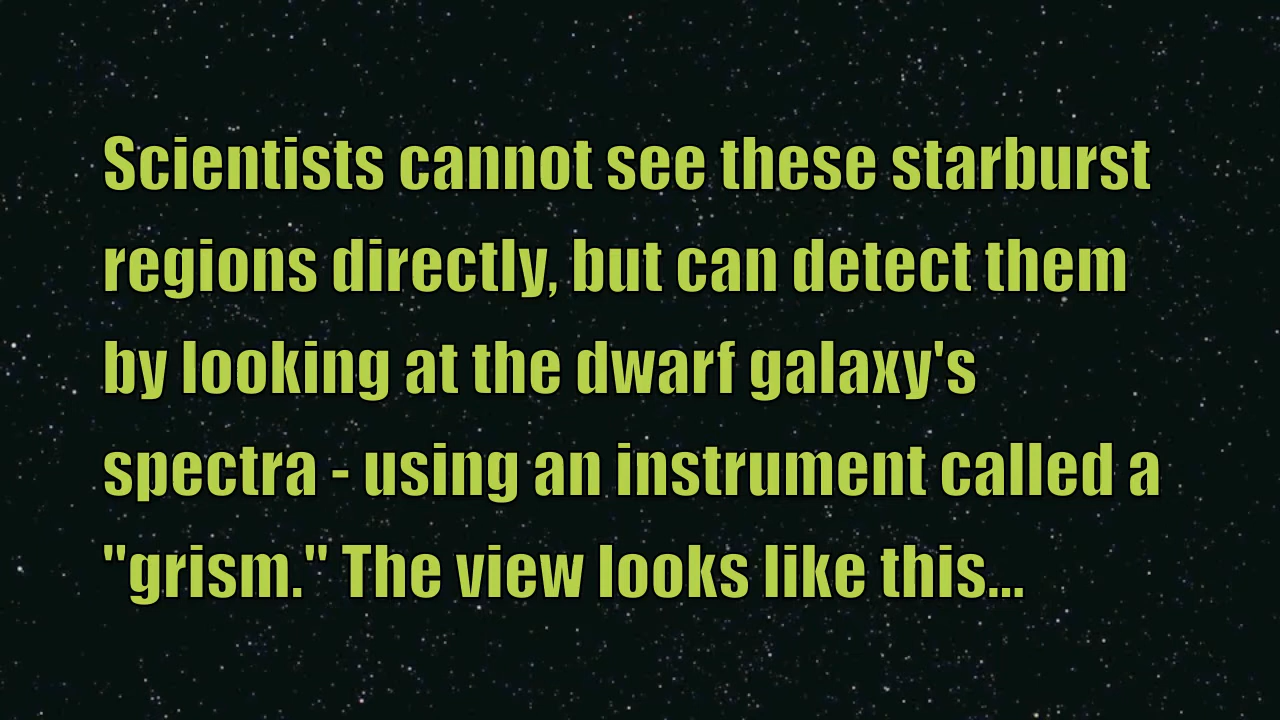 Scientists cannot see these starburst
regions directly, but can detect them
by looking at the dwarf galaxy's
spectra - using an instrument called a
"grism." The view looks like this...